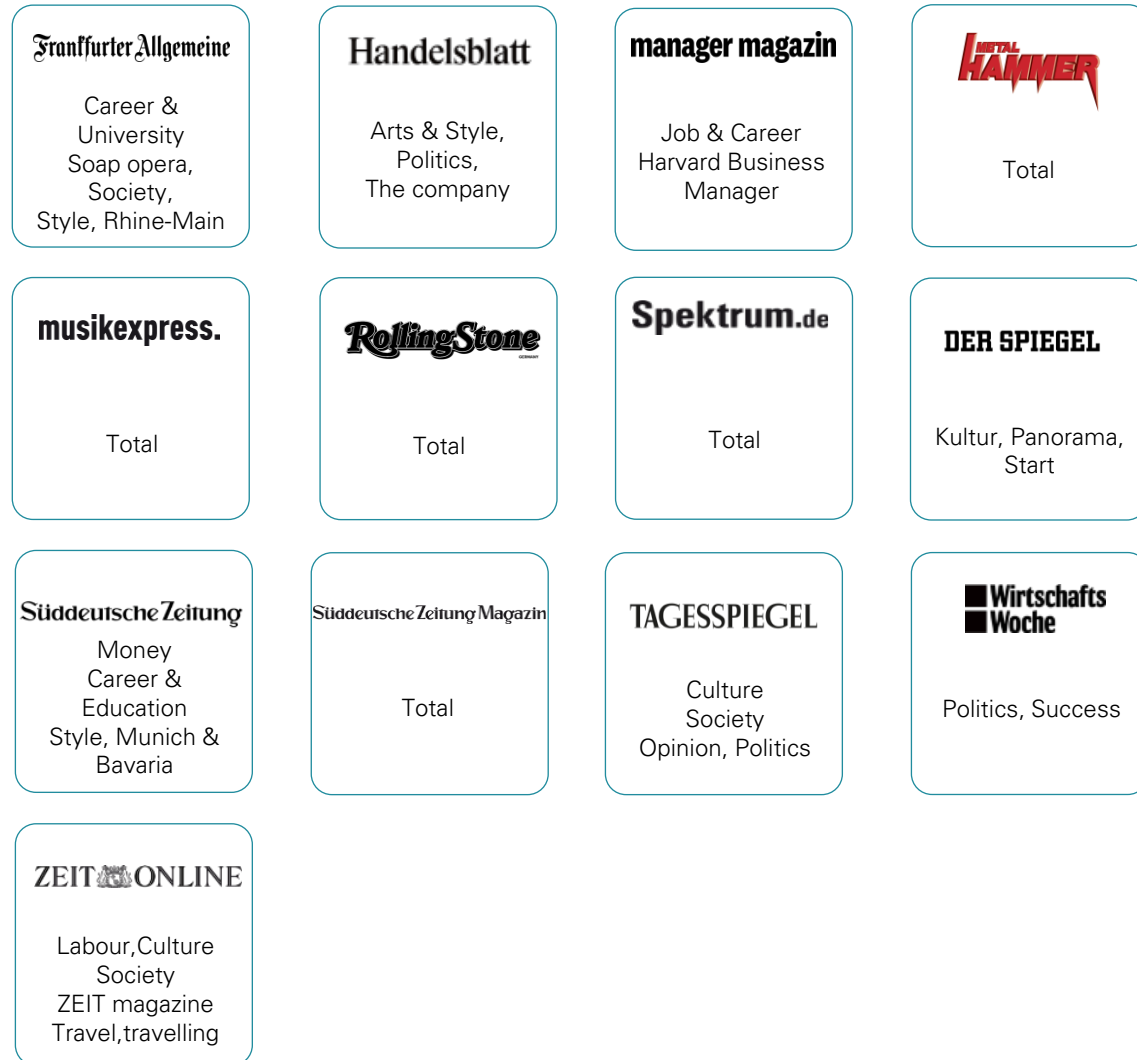 Frankfurter Allgemeine
Career &
University
Soap opera,
Society,
Style, Rhine-Main
Handelsblatt
Arts & Style,
Politics,
The company
manager magazin
Job & Career
Harvard Business
Manager
METAL
HAMMER
Total
musikexpress.
Total
RollingStone
GERMANY
Total
Spektrum.de
Total
DER SPIEGEL
Kultur, Panorama,
Start
Süddeutsche Zeitung
Money
Career &
Education
Style, Munich &
Bavaria
Süddeutsche Zeitung Magazin
Total
TAGESSPIEGEL
Culture
Society
Opinion, Politics
Wirtschafts
Woche
Politics, Success
ZEIT ONLINE
Labour,Culture
Society
ZEIT magazine
Travel,travelling